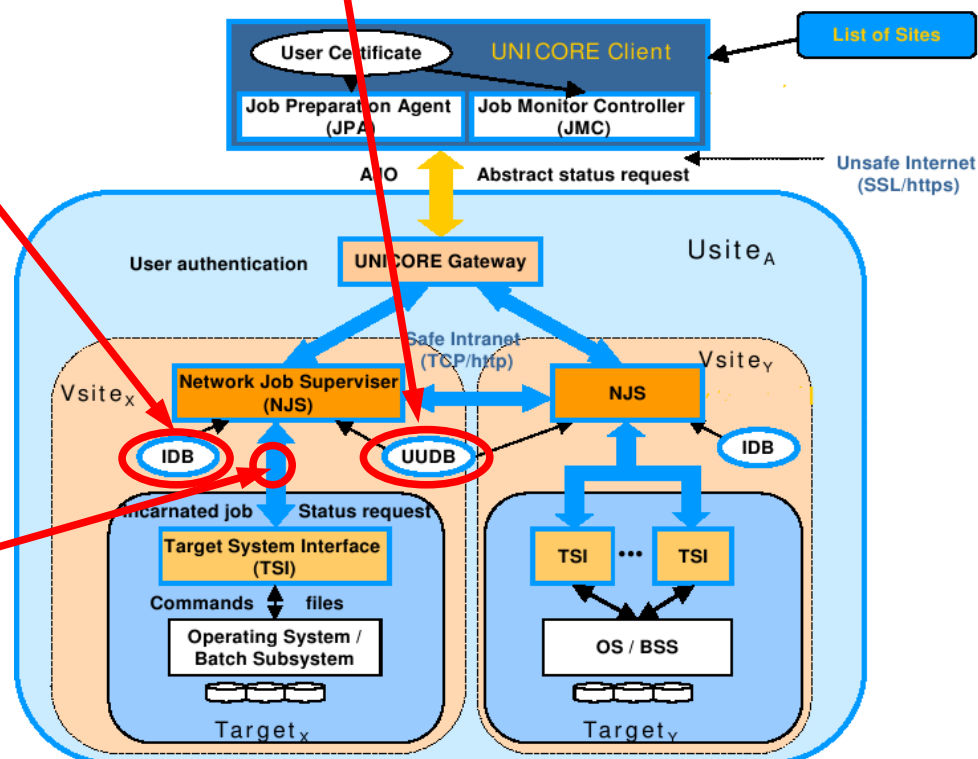 List of Sites
User Certificate
UNICORE Client
Job Preparation Agent
(JPA)
Job Monitor Controller
(JMC)
AJO
Abstract status request
Unsafe Internet
(SSL/https)
User authentication
UNICORE Gateway
Usite A
Safe Intranet
(TCP/http)
Vsite X
Network Job Superviser
(NJS)
NJS
Vsite Y
IDB
UUDB
IDB
Incarnated job
Status request
Target System Interface
(TSI)
TSI
...
TSI
Commands
files
Operating System /
Batch Subsystem
OS / BSS
Target X
Target Y